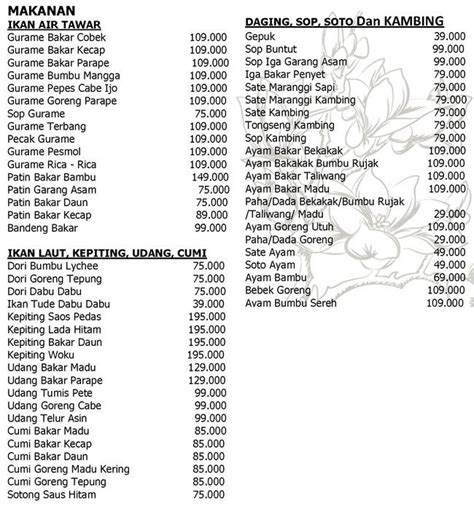 MAKANAN
IKAN AIR TAWAR
Gurame Bakar Cobek 109.000
Gurame Bakar Kecap 109.000
Gurame Bakar Parape 109.000
Gurame Bumbu Mangga 109.000
Gurame Pepes Cabe Ijo 109.000
Gurame Goreng Parape 109.000
Sop Gurame 75.000
Gurame Terbang 109.000
Pecak Gurame 109.000
Gurame Pesmol 109.000
Gurame Rica - Rica 109.000
Patin Bakar Bambu 149.000
Patin Garang Asam 75.000
Patin Bakar Daun 75.000
Patin Bakar Kecap 89.000
Bandeng Bakar 99.000
IKAN LAUT, KEPITING, UDANG, CUMI
Dori Bumbu Lychee 75.000
Dori Goreng Tepung 75.000
Dori Dabu Dabu 75.000
Ikan Tude Dabu Dabu 39.000
Kepiting Saos Pedas 195.000
Kepiting Lada Hitam 195.000
Kepiting Bakar Daun 195.000
Kepiting Woku 195.000
Udang Bakar Madu 129.000
Udang Bakar Parape 129.000
Udang Tumis Pete 99.000
Udang Goreng Cabe 99.000
Udang Telur Asin 99.000
Cumi Bakar Madu 85.000
Cumi Bakar Kecap 85.000
Cumi Bakar Daun 85.000
Cumi Goreng Madu Kering 85.000
Cumi Goreng Tepung 85.000
Sotong Saus Hitam 75.000
DAGING, SOP, SOTO Dan KAMBING
Gepuk 39.000
Sop Buntut 99.000
Sop Iga Garang Asam 99.000
Iga Bakar Penyet 79.000
Sate Maranggi Sapi 79.000
Sate Maranggi Kambing 79.000
Sate Kambing 79.000
Tongseng Kambing 79.000
Sop Kambing 79.000
Ayam Bakar Bekakak 109.000
Ayam Bakakak Bumbu Rujak 109.000
Ayam Bakar Taliwang 109.000
Ayam Bakar Madu 109.000
Paha/Dada Bekakak/Bumbu Rujak
/Taliwang/ Madu 29.000
Ayam Goreng Utuh 109.000
Paha/Dada Goreng 29.000
Sate Ayam 49.000
Soto Ayam 49.000
Ayam Bambu 69.000
Bebek Goreng 109.000
Ayam Bumbu Sereh 109.000